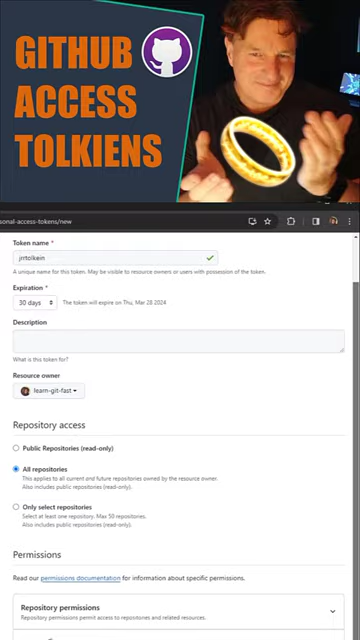 GITHUB
ACCESS
TOLKIENS
sonal-access-tokens/new
Token name *
jrrtolkein
A unique name for this token. May be visible to resource owners or users with possession of the token.
Expiration *
30 days The token will expire on Thu, Mar 28 2024
Description
What is this token for?
Resource owner
learn-git-fast
Repository access
Public Repositories (read-only)
All repositories
This applies to all current and future repositories owned by the resource owner.
Also includes public repositories (read-only).
Only select repositories
Select at least one repository. Max 50 repositories.
Also includes public repositories (read-only).
Permissions
Read our permissions documentation for information about specific permissions.
Repository permissions
Repository permissions permit access to repositories and related resources.